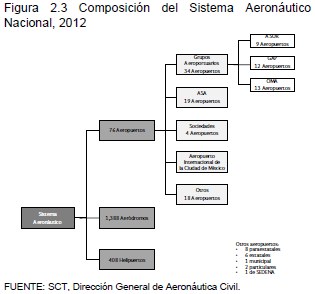 Figura 2.3 Composición del Sistema Aeronáutico
Nacional, 2012
ASUR
9 Aeropuertos
Grupos
Aeroportuarios
34 Aeropuertos
GAP
12 Aeropuertos
OMA
13 Aeropuertos
ASA
19 Aeropuertos
76 Aeropuertos
Sociedades
4 Aeropuertos
Aeropuerto
Internacional de
la Ciudad de México
Otros
18 Aeropuertos
Sistema
Aeronáutico
1,388 Aeródromos
408 Helipuertos
Otros aeropuertos:
• 8 paraestatales
• 6 estatales
• 1 municipal
• 2 particulares
• 1 de SEDENA
FUENTE: SCT, Dirección General de Aeronáutica Civil.